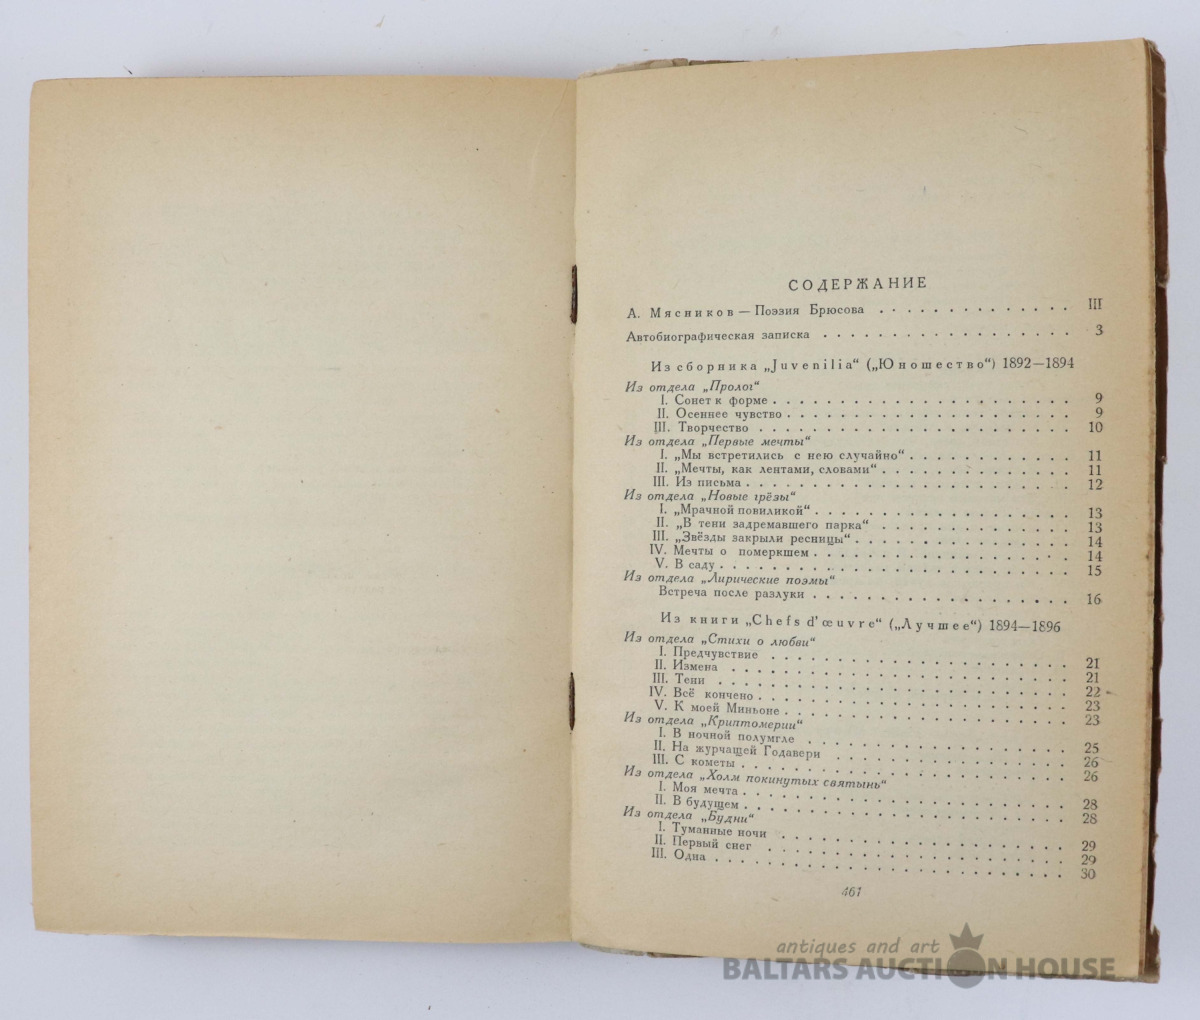 СОДЕРЖАНИЕ
А. Мясников — Поэзия Брюсова . . . . . . . . . . . . . . III
Автобиографическая записка . . . . . . . . . . . . . . . . . . . 3
Из сборника „Juvenilia“ („Юношество“) 1892—1894
Из отдела „Пролог“
I. Сонет к форме . . . . . . . . . . . . . . . . . . . . . . 9
II. Осеннее чувство . . . . . . . . . . . . . . . . . . . . . 9
III. Творчество . . . . . . . . . . . . . . . . . . . . . . . 10
Из отдела „Первые мечты“
I. „Мы встретились с нею случайно“ . . . . . . . . . . . . 11
II. „Мечты, как лентами, словами“ . . . . . . . . . . . . . . 11
III. Из письма . . . . . . . . . . . . . . . . . . . . . . . . 12
Из отдела „Новые грёзы“
I. „Мрачной повиликой“ . . . . . . . . . . . . . . . . . . . 13
II. „В тени задремавшего парка“ . . . . . . . . . . . . . . 13
III. „Звёзды закрыли ресницы“ . . . . . . . . . . . . . . . . 14
IV. Мечты о померкшем . . . . . . . . . . . . . . . . . . . 14
V. В саду . . . . . . . . . . . . . . . . . . . . . . . . . . 15
Из отдела „Лирические поэмы“
Встреча после разлуки . . . . . . . . . . . . . . . . . . . 16
Из книги „Chefs d’œuvre“ („Лучшее“) 1894—1896
Из отдела „Стихи о любви“
I. Предчувствие . . . . . . . . . . . . . . . . . . . . . . 21
II. Измена . . . . . . . . . . . . . . . . . . . . . . . . . 21
III. Тени . . . . . . . . . . . . . . . . . . . . . . . . . . 22
IV. Всё кончено . . . . . . . . . . . . . . . . . . . . . . . 23
V. К моей Миньоне . . . . . . . . . . . . . . . . . . . . . 23
Из отдела „Криптомерии“
I. В ночной полумгле . . . . . . . . . . . . . . . . . . . . 25
II. На журчащей Годавери . . . . . . . . . . . . . . . . . . 26
III. С кометы . . . . . . . . . . . . . . . . . . . . . . . . 26
Из отдела „Холм покинутых святынь“
I. Моя мечта . . . . . . . . . . . . . . . . . . . . . . . . 28
II. В будущем . . . . . . . . . . . . . . . . . . . . . . . . 28
Из отдела „Будни“
I. Туманные ночи . . . . . . . . . . . . . . . . . . . . . . 29
II. Первый снег . . . . . . . . . . . . . . . . . . . . . . . 29
III. Одна . . . . . . . . . . . . . . . . . . . . . . . . . . 30
461
antiques and art
BALTARS AUCTION HOUSE